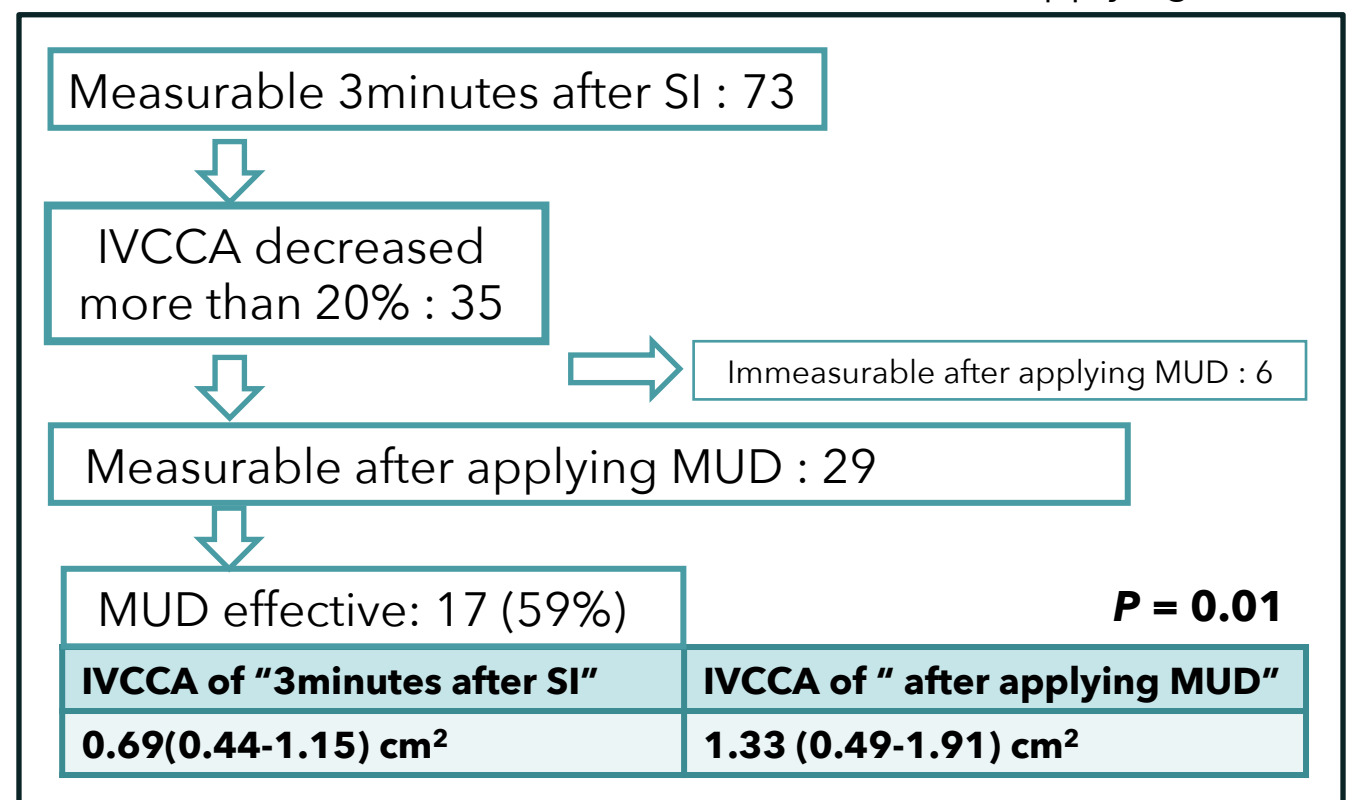 Measurable 3minutes after SI : 73
IVCCA decreased
more than 20% : 35
Immeasurable after applying MUD : 6
Measurable after applying MUD : 29
MUD effective: 17 (59%)
P = 0.01
IVCCA of "3minutes after SI"
IVCCA of " after applying MUD"
0.69(0.44-1.15) cm²
1.33 (0.49-1.91) cm²